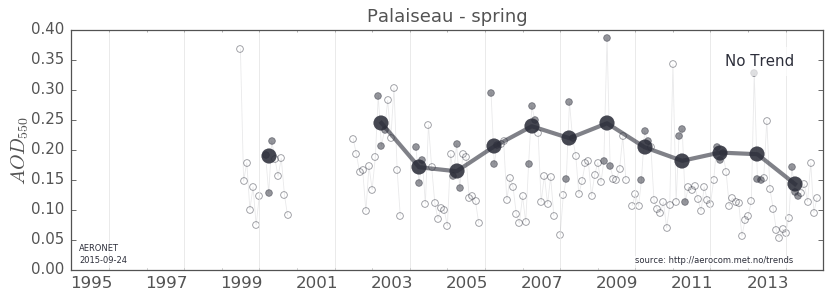 Palaiseau - spring
0.40
0.35
0.30
0.25
0.20
0.15
0.10
0.05
0.00
AOD550
No Trend
AERONET
2015-09-24
source: http://aerocom.met.no/trends
1995 1997 1999 2001 2003 2005 2007 2009 2011 2013